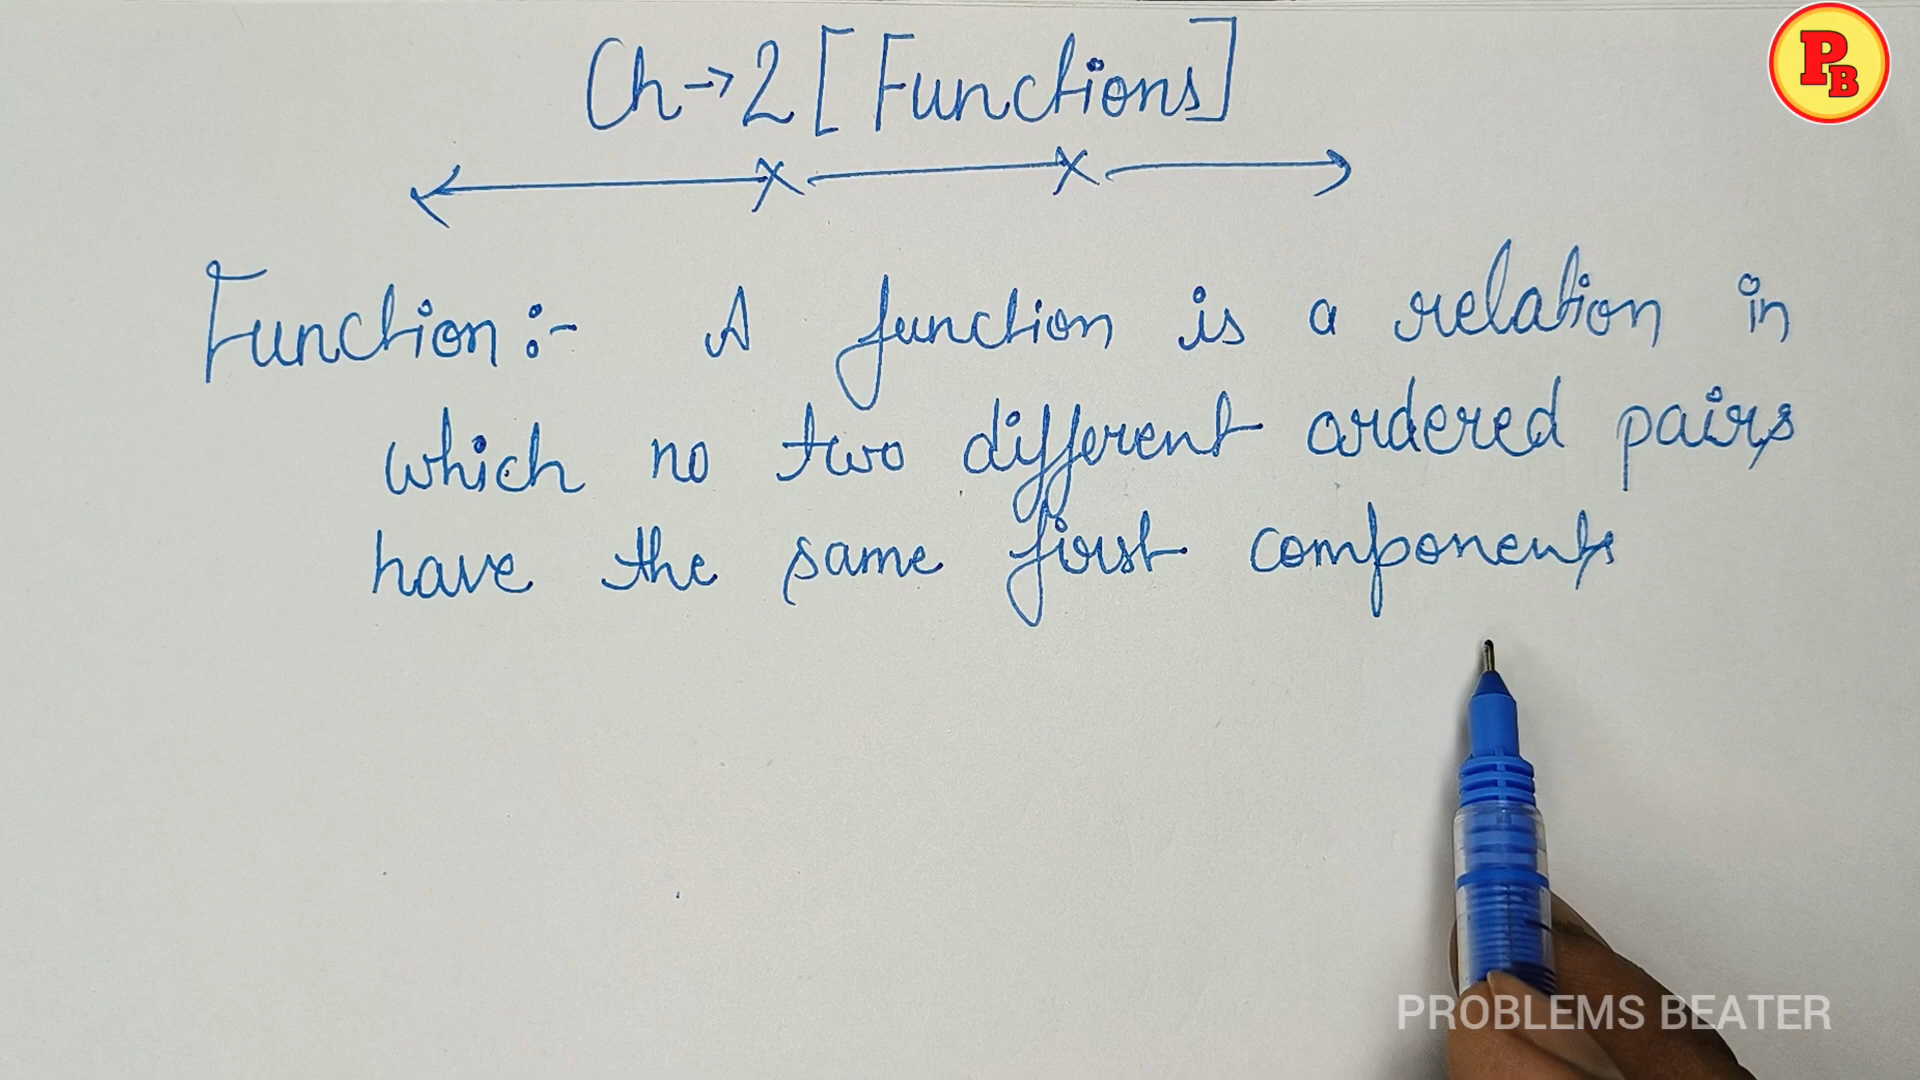 Ch→2 [Functions]
PB
Function:- A function is a relation in
which no two different ordered pairs
have the same first components
PROBLEMS BEATER